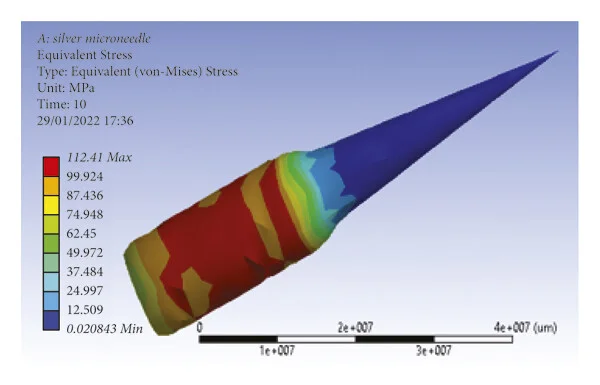 A: silver microneedle
Equivalent Stress
Type: Equivalent (von-Mises) Stress
Unit: MPa
Time: 10
29/01/2022 17:36
112.41 Max
99.924
87.436
74.948
62.45
49.972
37.484
24.997
12.509
0.020843 Min
0 2e+007 4e+007 (um)
1e+007 3e+007